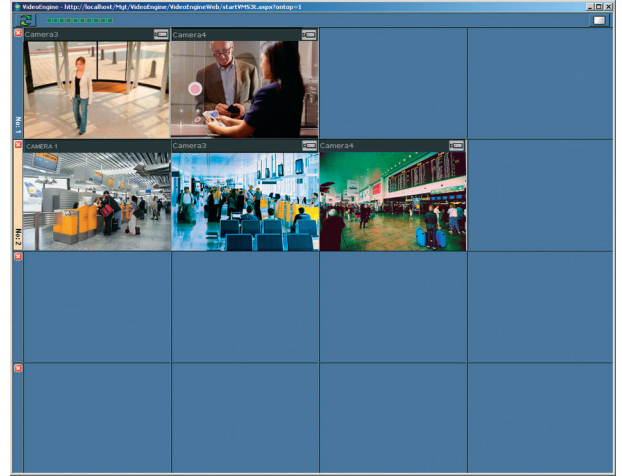 VideoEngine - http://localhost/Mgt/VideoEngine/VideoEngineWeb/startVMS3t.aspx?ontop=1
Camera3
Camera4
No: 1
CAMERA 1
Camera3
Camera4
No:2